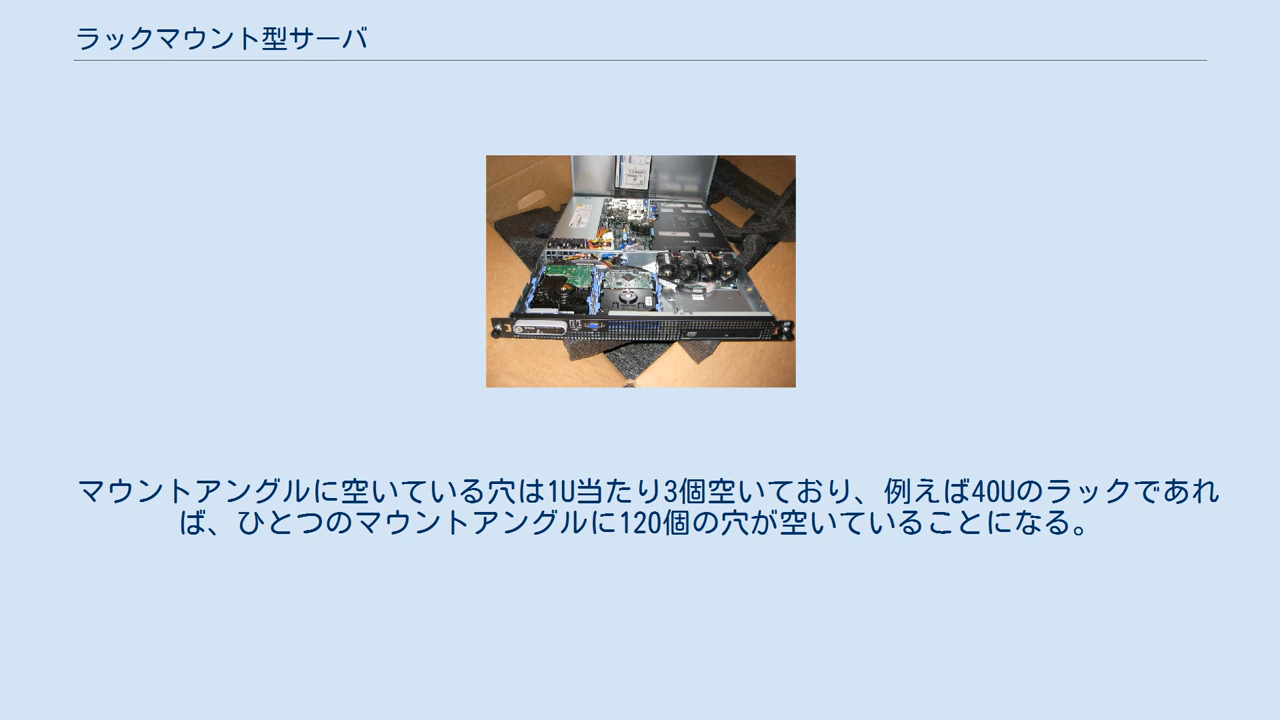 ラックマウント型サーバ
マウントアングルに空いている穴は1U当たり3個空いており、例えば40Uのラックであれ
ば、ひとつのマウントアングルに120個の穴が空いていることになる。